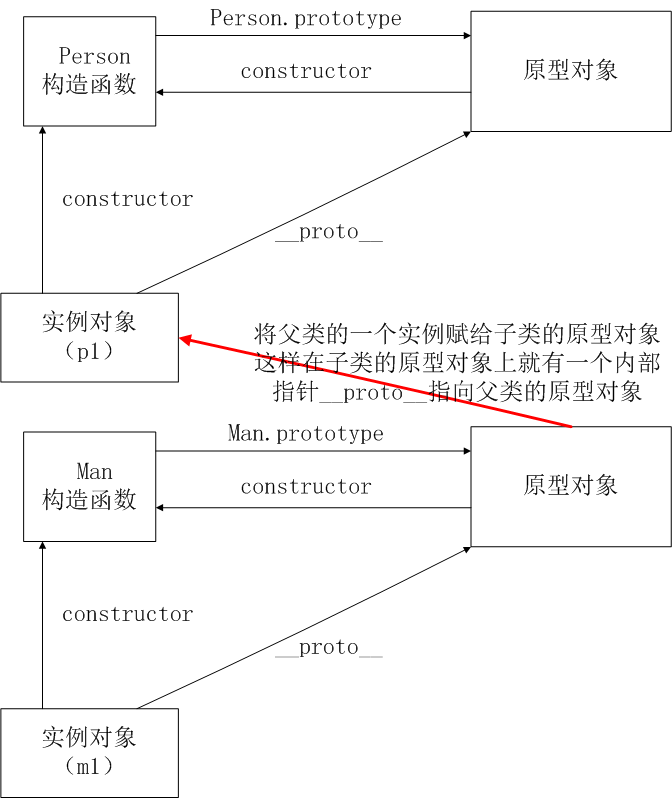 Person.prototype
Person
构造函数
原型对象
constructor
constructor
__proto__
实例对象
（p1）
将父类的一个实例赋给子类的原型对象
这样在子类的原型对象上就有一个内部
指针__proto__指向父类的原型对象
Man.prototype
Man
构造函数
原型对象
constructor
constructor
__proto__
实例对象
（m1）